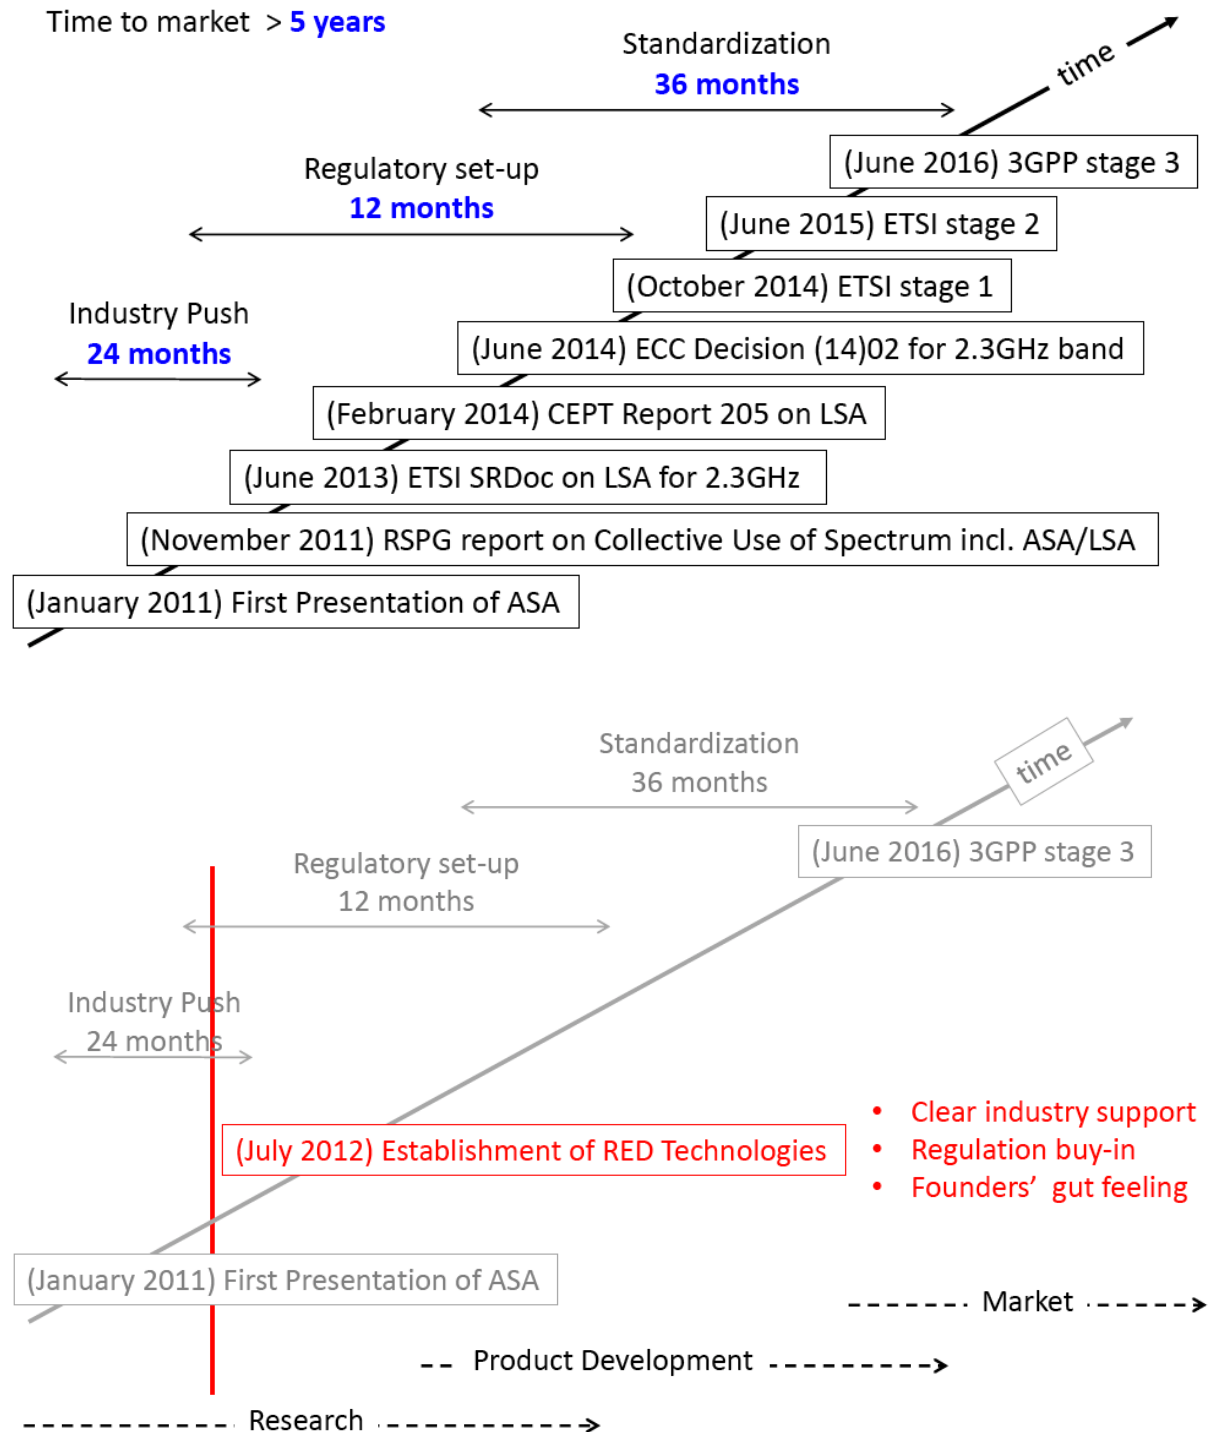 Time to market > 5 years
Standardization
36 months
time
Regulatory set-up
12 months
(June 2016) 3GPP stage 3
(June 2015) ETSI stage 2
(October 2014) ETSI stage 1
Industry Push
24 months
(June 2014) ECC Decision (14)02 for 2.3GHz band
(February 2014) CEPT Report 205 on LSA
(June 2013) ETSI SRDoc on LSA for 2.3GHz
(November 2011) RSPG report on Collective Use of Spectrum incl. ASA/LSA
(January 2011) First Presentation of ASA
Standardization
36 months
time
(June 2016) 3GPP stage 3
Regulatory set-up
12 months
Industry Push
24 months
(July 2012) Establishment of RED Technologies
• Clear industry support
• Regulation buy-in
• Founders’ gut feeling
(January 2011) First Presentation of ASA
Market
Product Development
Research